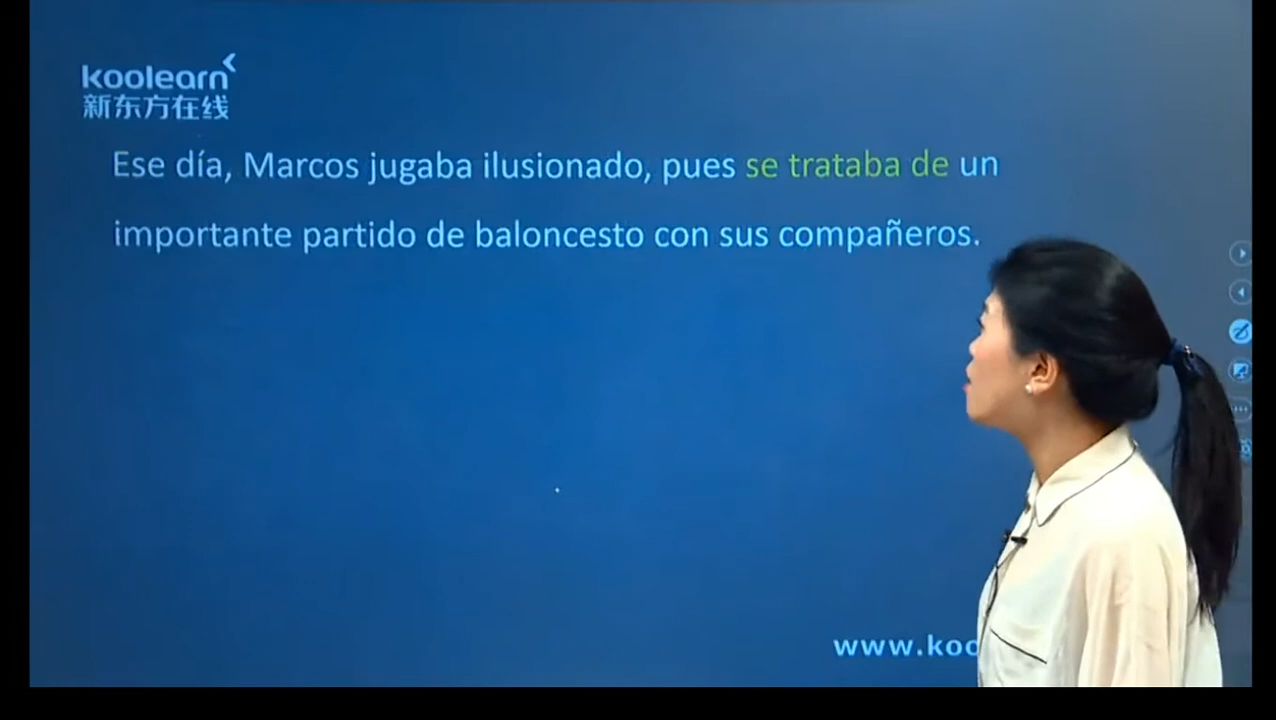 koolearn
新东方在线
Ese día, Marcos jugaba ilusionado, pues se trataba de un
importante partido de baloncesto con sus compañeros.
www.koo